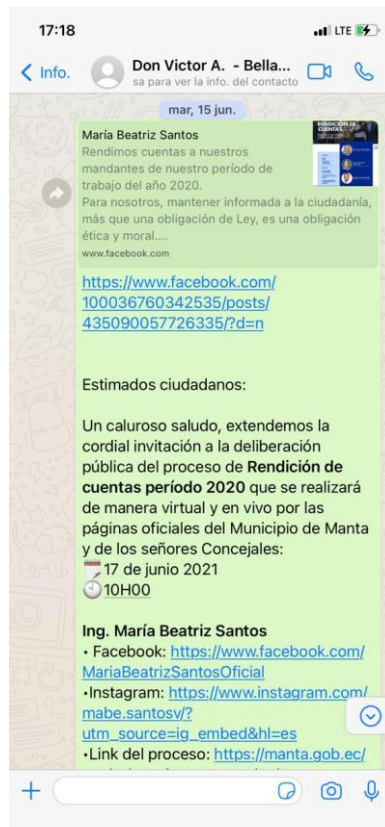 17:18
LTE
Info.
Don Victor A. - Bella...
sa para ver la info. del contacto
mar, 15 jun.
María Beatriz Santos
Rendimos cuentas a nuestros
mandantes de nuestro período de
trabajo del año 2020.
Para nosotros, mantener informada a la ciudadanía,
más que una obligación de Ley, es una obligación
ética y moral....
www.facebook.com
RENDICIÓN DE
CUENTAS
https://www.facebook.com/
100036760342535/posts/
435090057726335/?d=n
Estimados ciudadanos:
Un caluroso saludo, extendemos la
cordial invitación a la deliberación
pública del proceso de Rendición de
cuentas período 2020 que se realizará
de manera virtual y en vivo por las
páginas oficiales del Municipio de Manta
y de los señores Concejales:
17 de junio 2021
10H00
Ing. María Beatriz Santos
• Facebook: https://www.facebook.com/
MariaBeatrizSantosOficial
•Instagram: https://www.instagram.com/
mabe.santosv/?
utm_source=ig_embed&hl=es
•Link del proceso: https://manta.gob.ec/